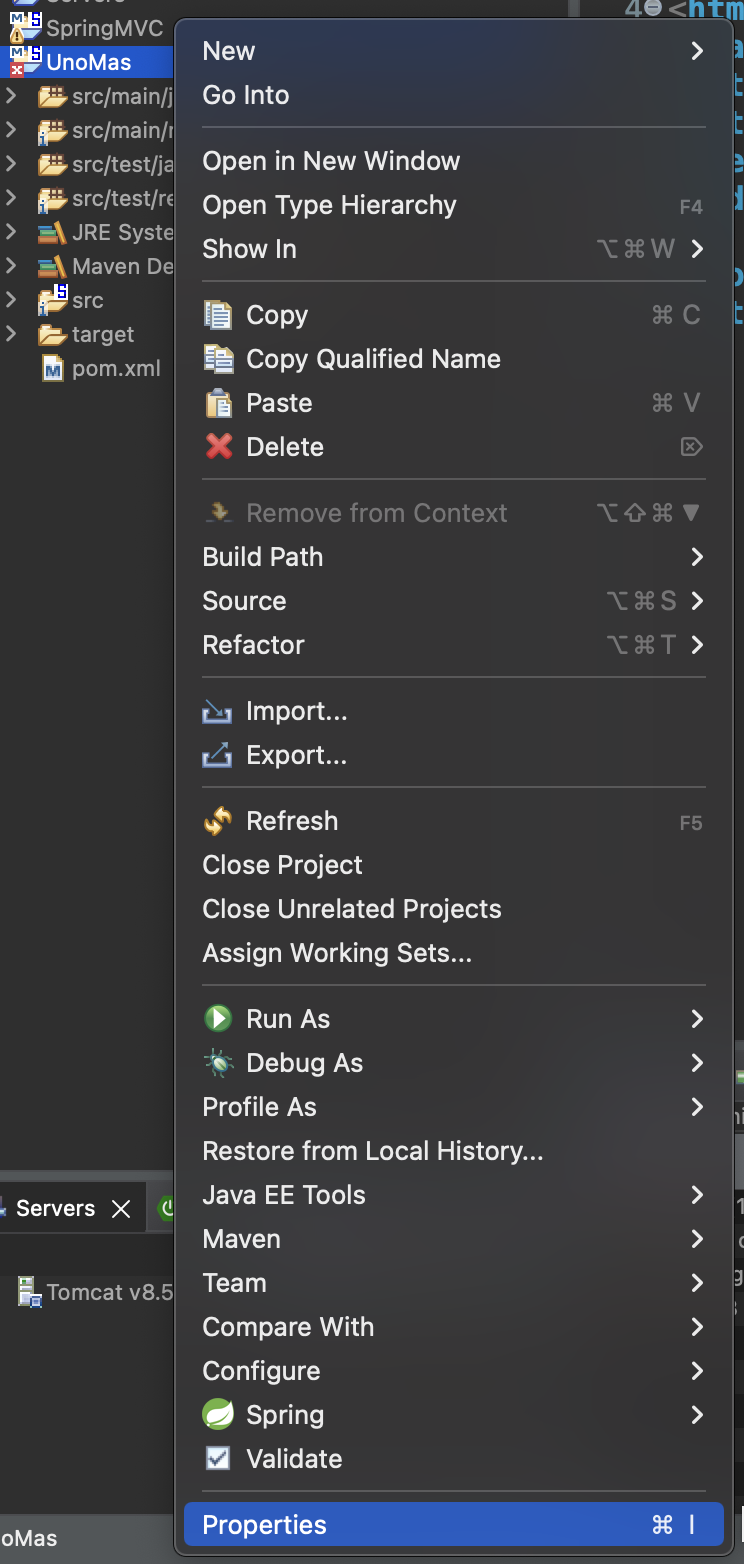 SpringMVC
UnoMas
src/main/j
src/main/r
src/test/ja
src/test/re
JRE Syste
Maven De
src
target
pom.xml
Servers
Tomcat v8.5
oMas
4
<htm
New
Go Into
Open in New Window
Open Type Hierarchy F4
Show In ⌥⌘W
Copy ⌘ C
Copy Qualified Name
Paste ⌘ V
Delete ⌦
Remove from Context ⌥⇧⌘▼
Build Path
Source ⌥⌘S
Refactor ⌥⌘T
Import...
Export...
Refresh F5
Close Project
Close Unrelated Projects
Assign Working Sets...
Run As
Debug As
Profile As
Restore from Local History...
Java EE Tools
Maven
Team
Compare With
Configure
Spring
Validate
Properties ⌘ I